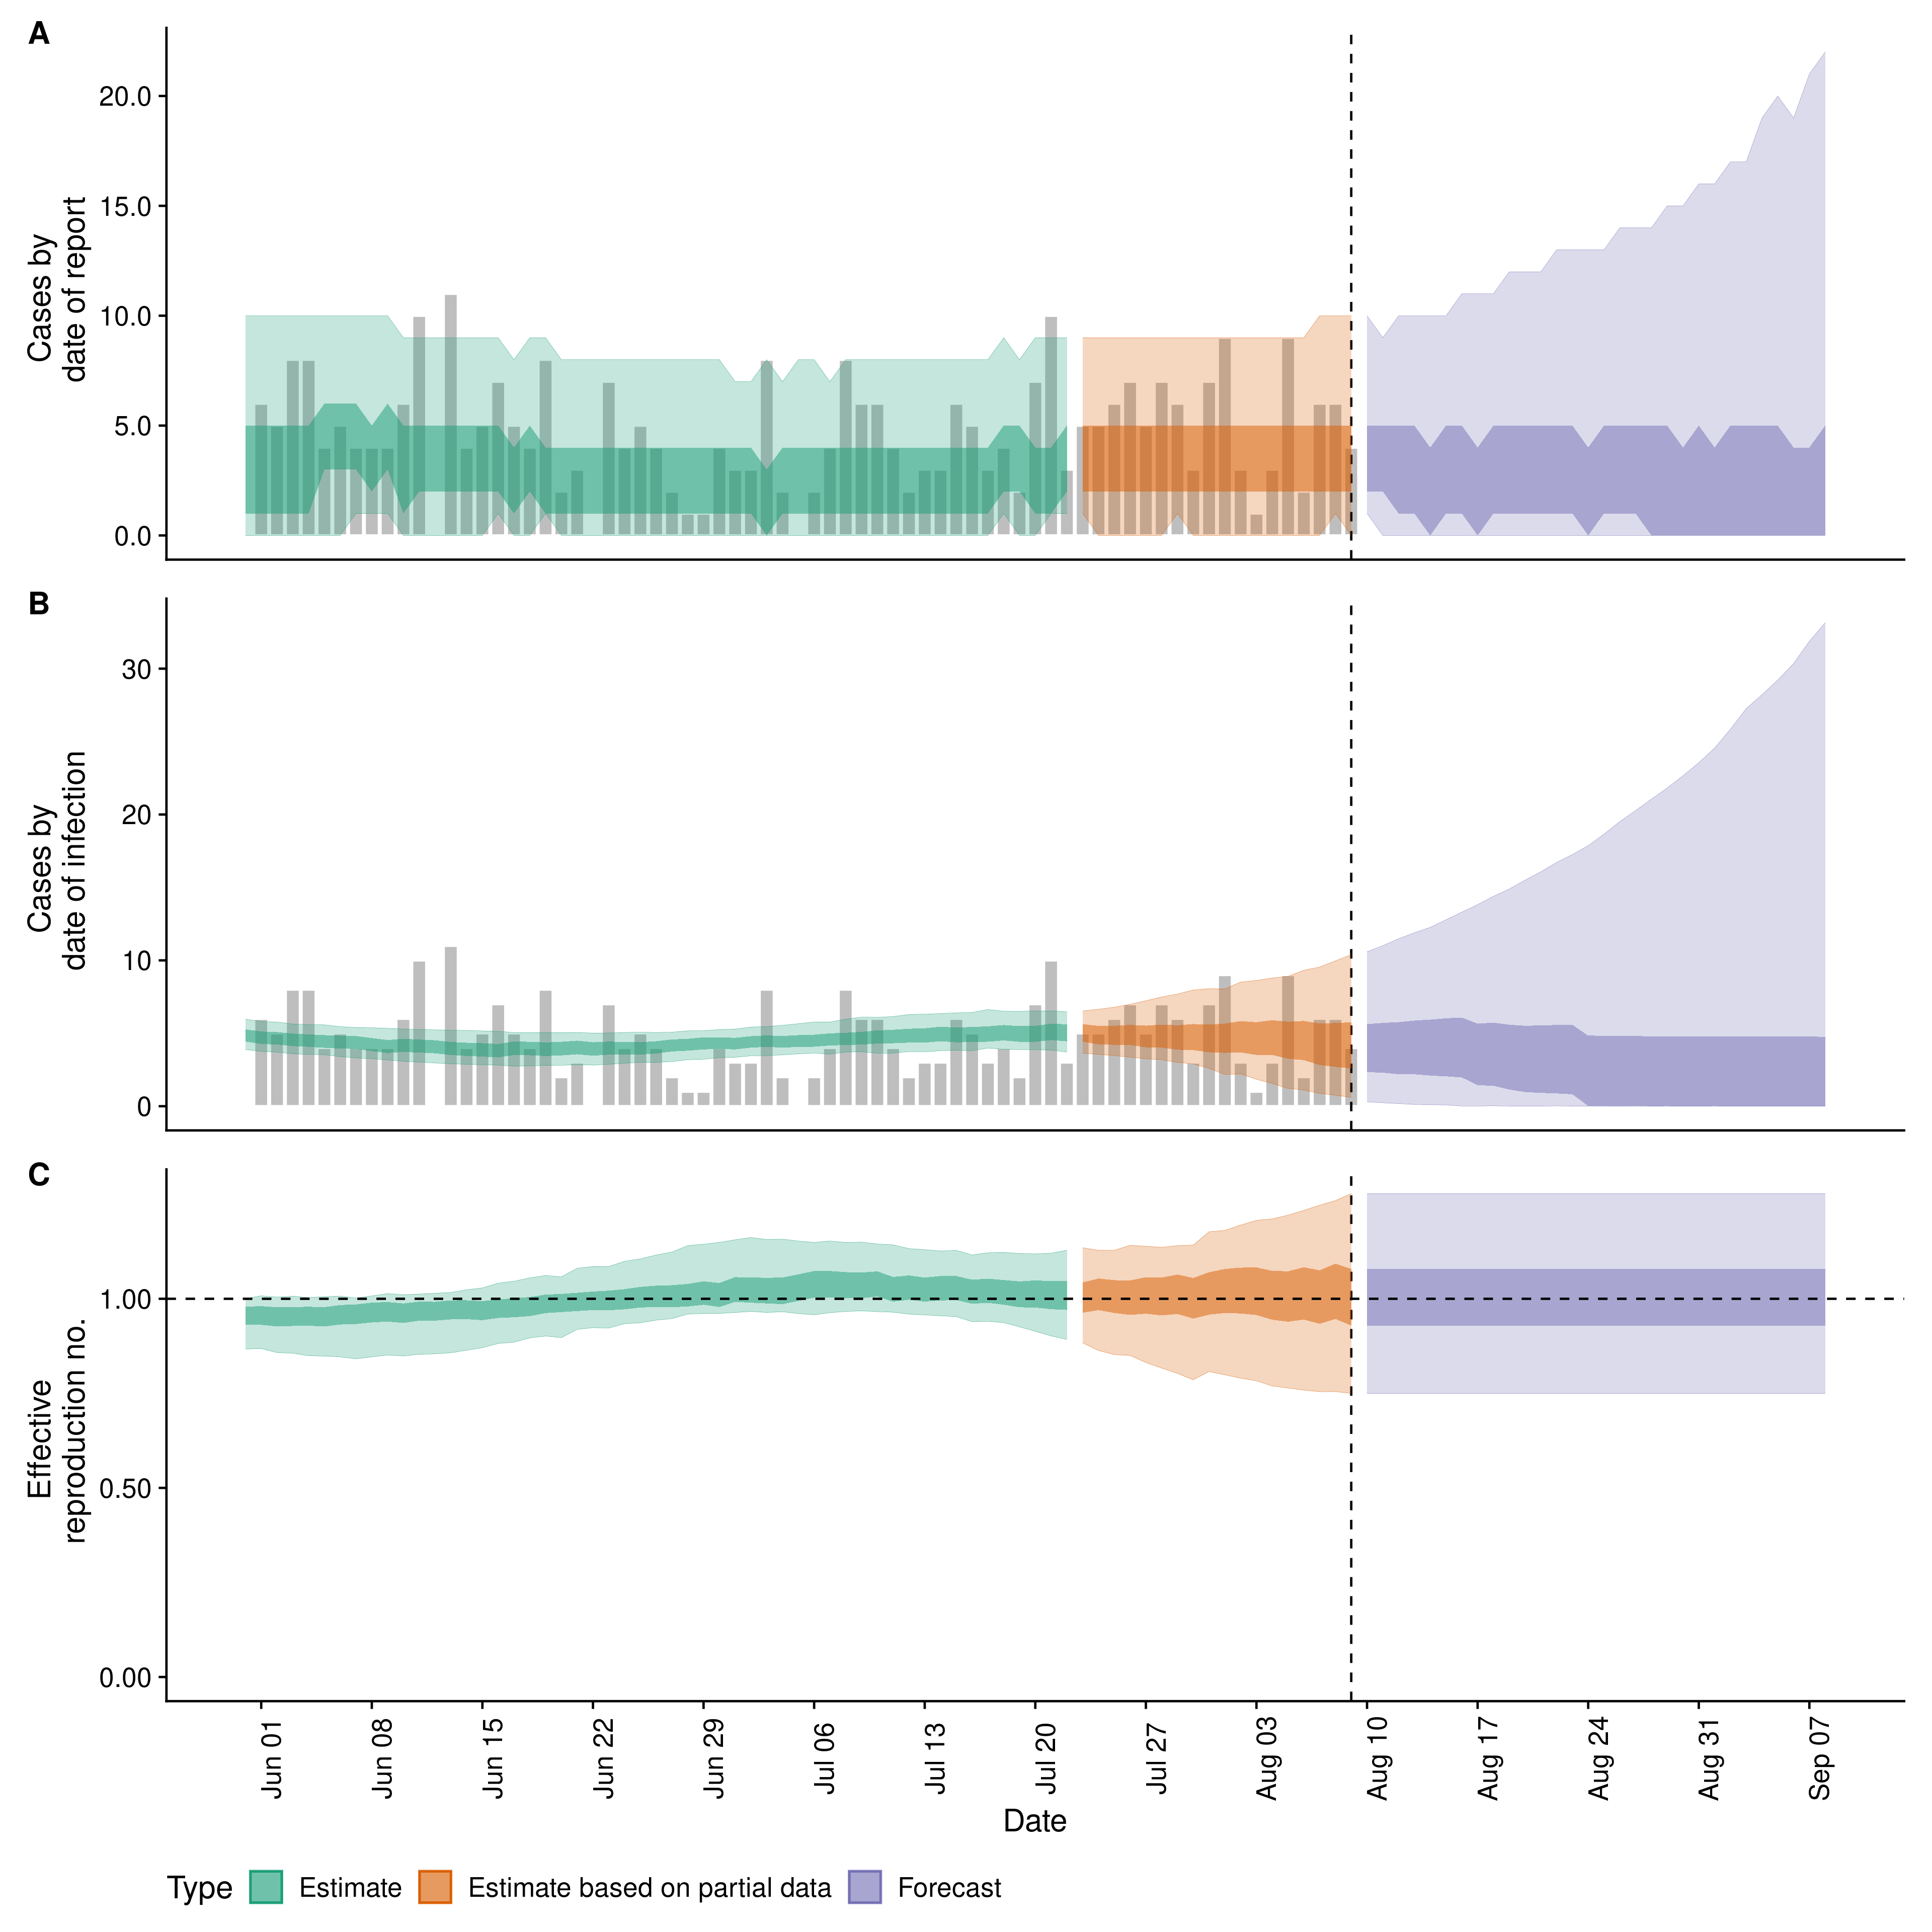 A
Cases by
date of report
20.0
15.0
10.0
5.0
0.0
B
Cases by
date of infection
30
20
10
0
C
Effective
reproduction no.
1.00
0.50
0.00
Jun 01
Jun 08
Jun 15
Jun 22
Jun 29
Jul 06
Jul 13
Jul 20
Jul 27
Aug 03
Aug 10
Aug 17
Aug 24
Aug 31
Sep 07
Date
Type Estimate Estimate based on partial data Forecast